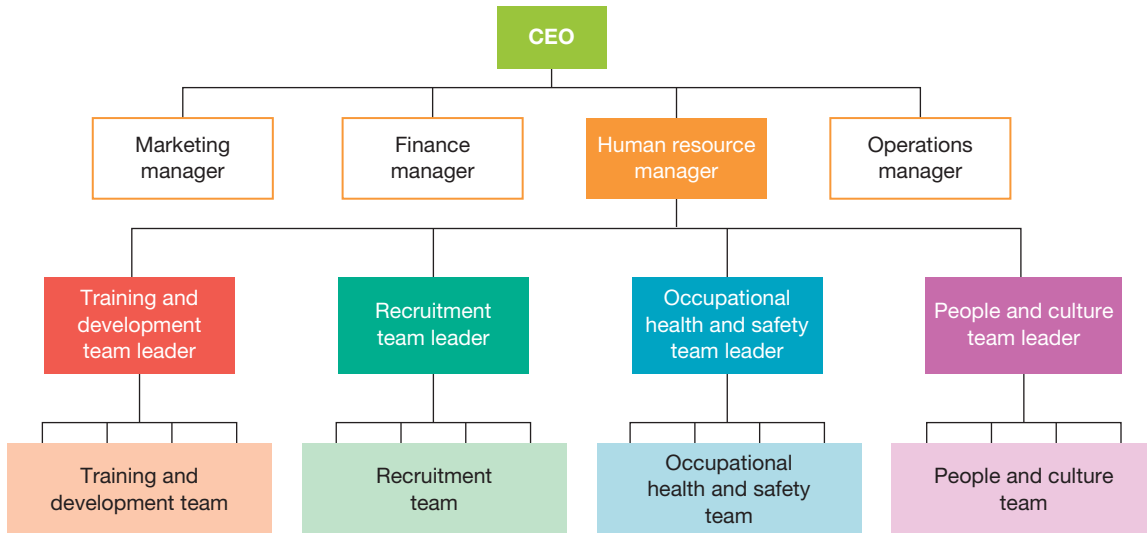 CEO
Marketing
manager
Finance
manager
Human resource
manager
Operations
manager
Training and
development
team leader
Recruitment
team leader
Occupational
health and safety
team leader
People and culture
team leader
Training and
development team
Recruitment
team
Occupational
health and safety
team
People and culture
team